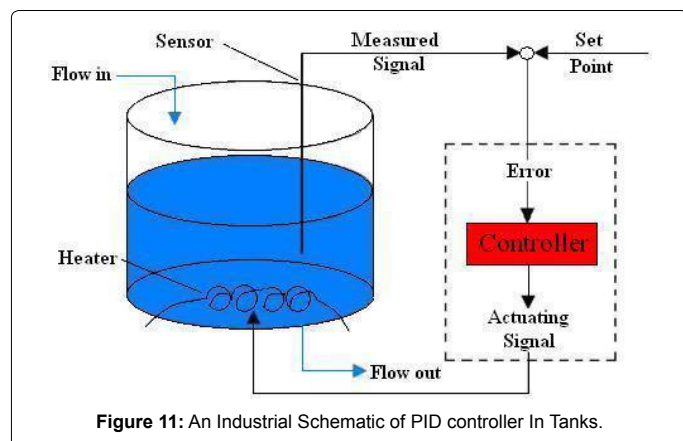 Sensor
Measured
Signal
Set
Point
Flow in
Error
Controller
Heater
Actuating
Signal
Flow out
Figure 11: An Industrial Schematic of PID controller In Tanks.